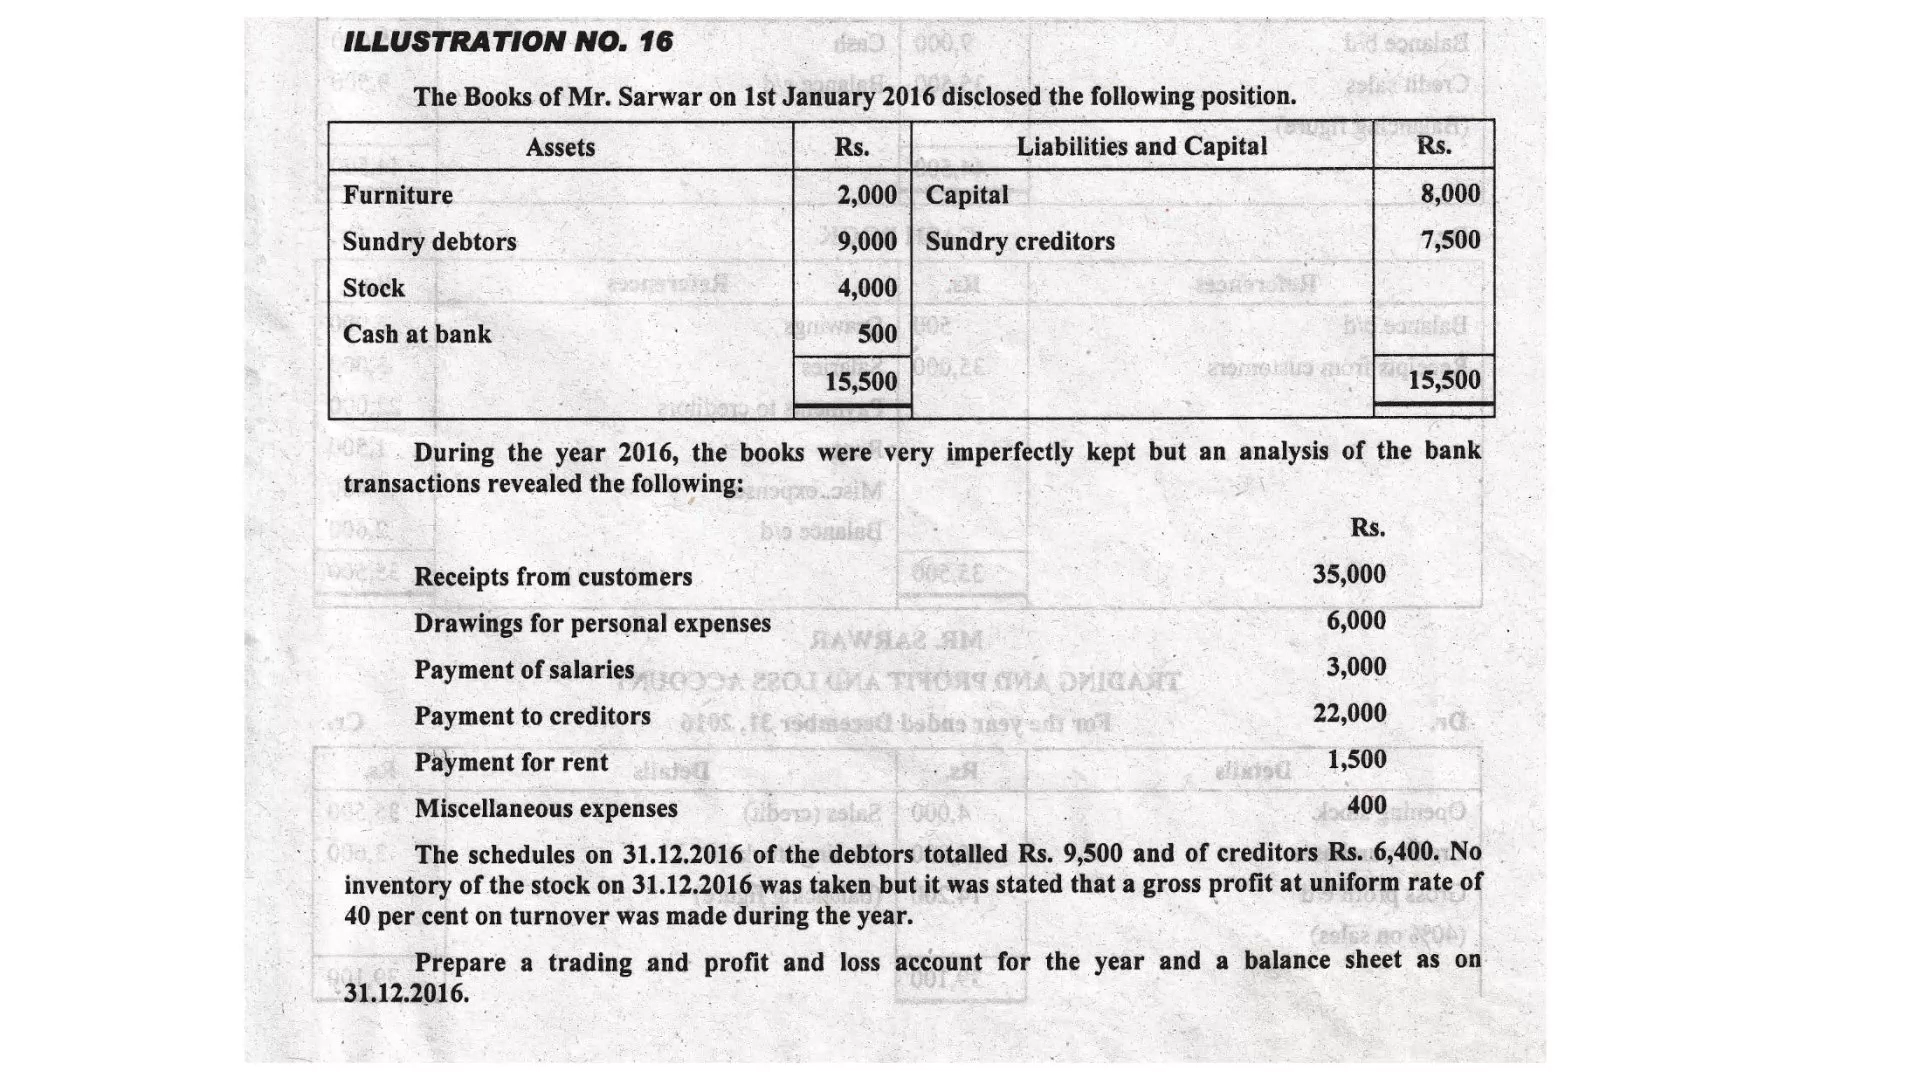 ILLUSTRATION NO. 16
The Books of Mr. Sarwar on 1st January 2016 disclosed the following position.
Assets Rs. Liabilities and Capital Rs.
Furniture 2,000 Capital 8,000
Sundry debtors 9,000 Sundry creditors 7,500
Stock 4,000
Cash at bank 500
15,500 15,500
During the year 2016, the books were very imperfectly kept but an analysis of the bank
transactions revealed the following:
Rs.
Receipts from customers 35,000
Drawings for personal expenses 6,000
Payment of salaries 3,000
Payment to creditors 22,000
Payment for rent 1,500
Miscellaneous expenses 400
The schedules on 31.12.2016 of the debtors totalled Rs. 9,500 and of creditors Rs. 6,400. No
inventory of the stock on 31.12.2016 was taken but it was stated that a gross profit at uniform rate of
40 per cent on turnover was made during the year.
Prepare a trading and profit and loss account for the year and a balance sheet as on
31.12.2016.